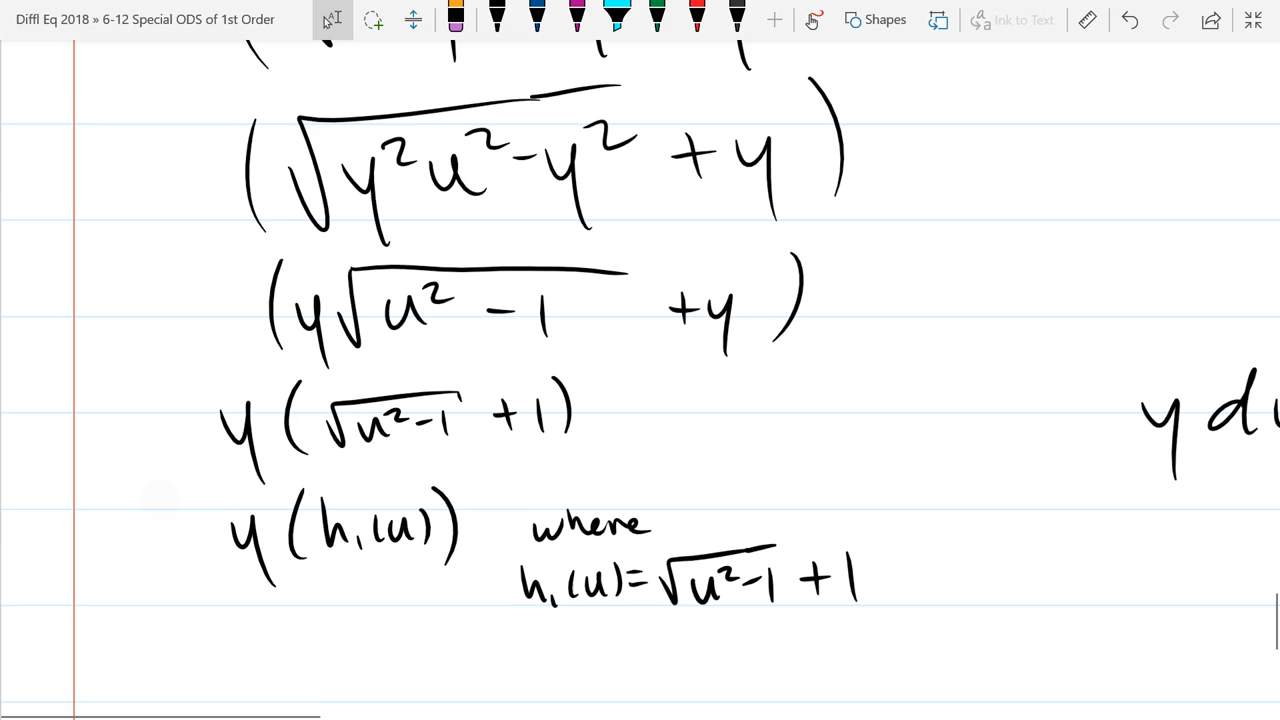 Diffl Eq 2018 » 6-12 Special ODS of 1st Order
Shapes
Ink to Text
(√(y²u²-y²) + y)
(y√(u² - 1) + y)
y(√(u²-1) + 1)
y d
y(h₁(u)) where
h₁(u) = √(u²-1) + 1